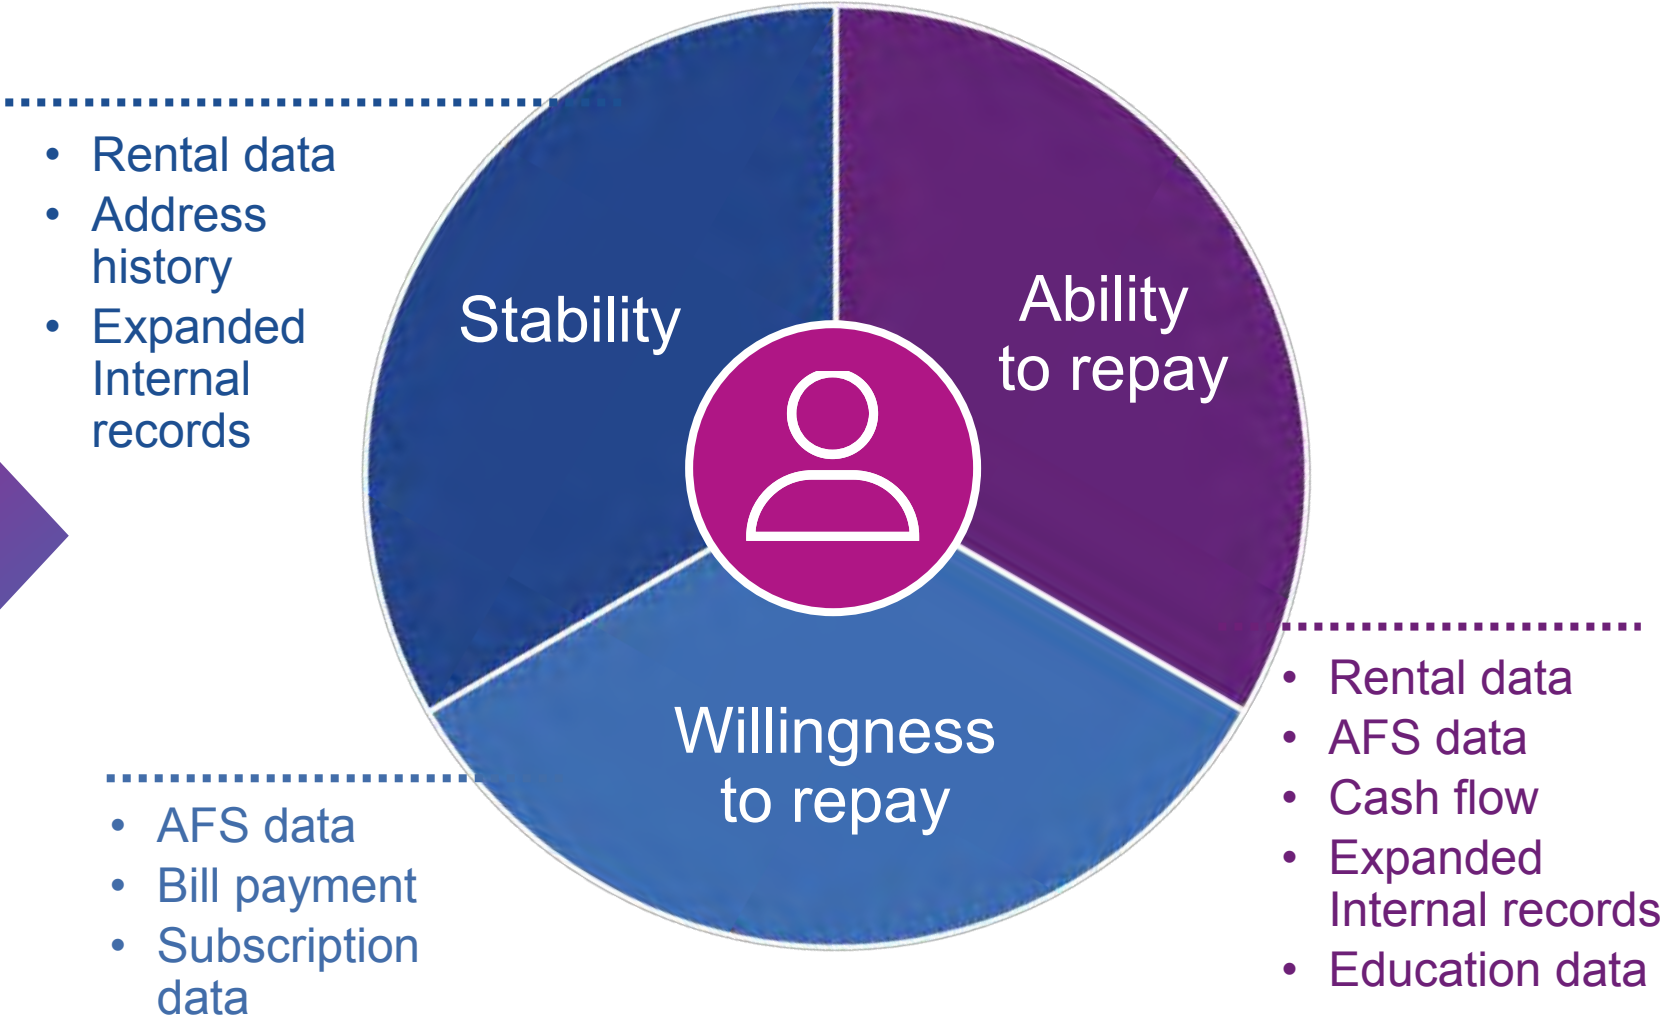 • Rental data
• Address
history
• Expanded
Internal
records
Stability
Ability
to repay
Willingness
to repay
• AFS data
• Bill payment
• Subscription
data
• Rental data
• AFS data
• Cash flow
• Expanded
Internal records
• Education data